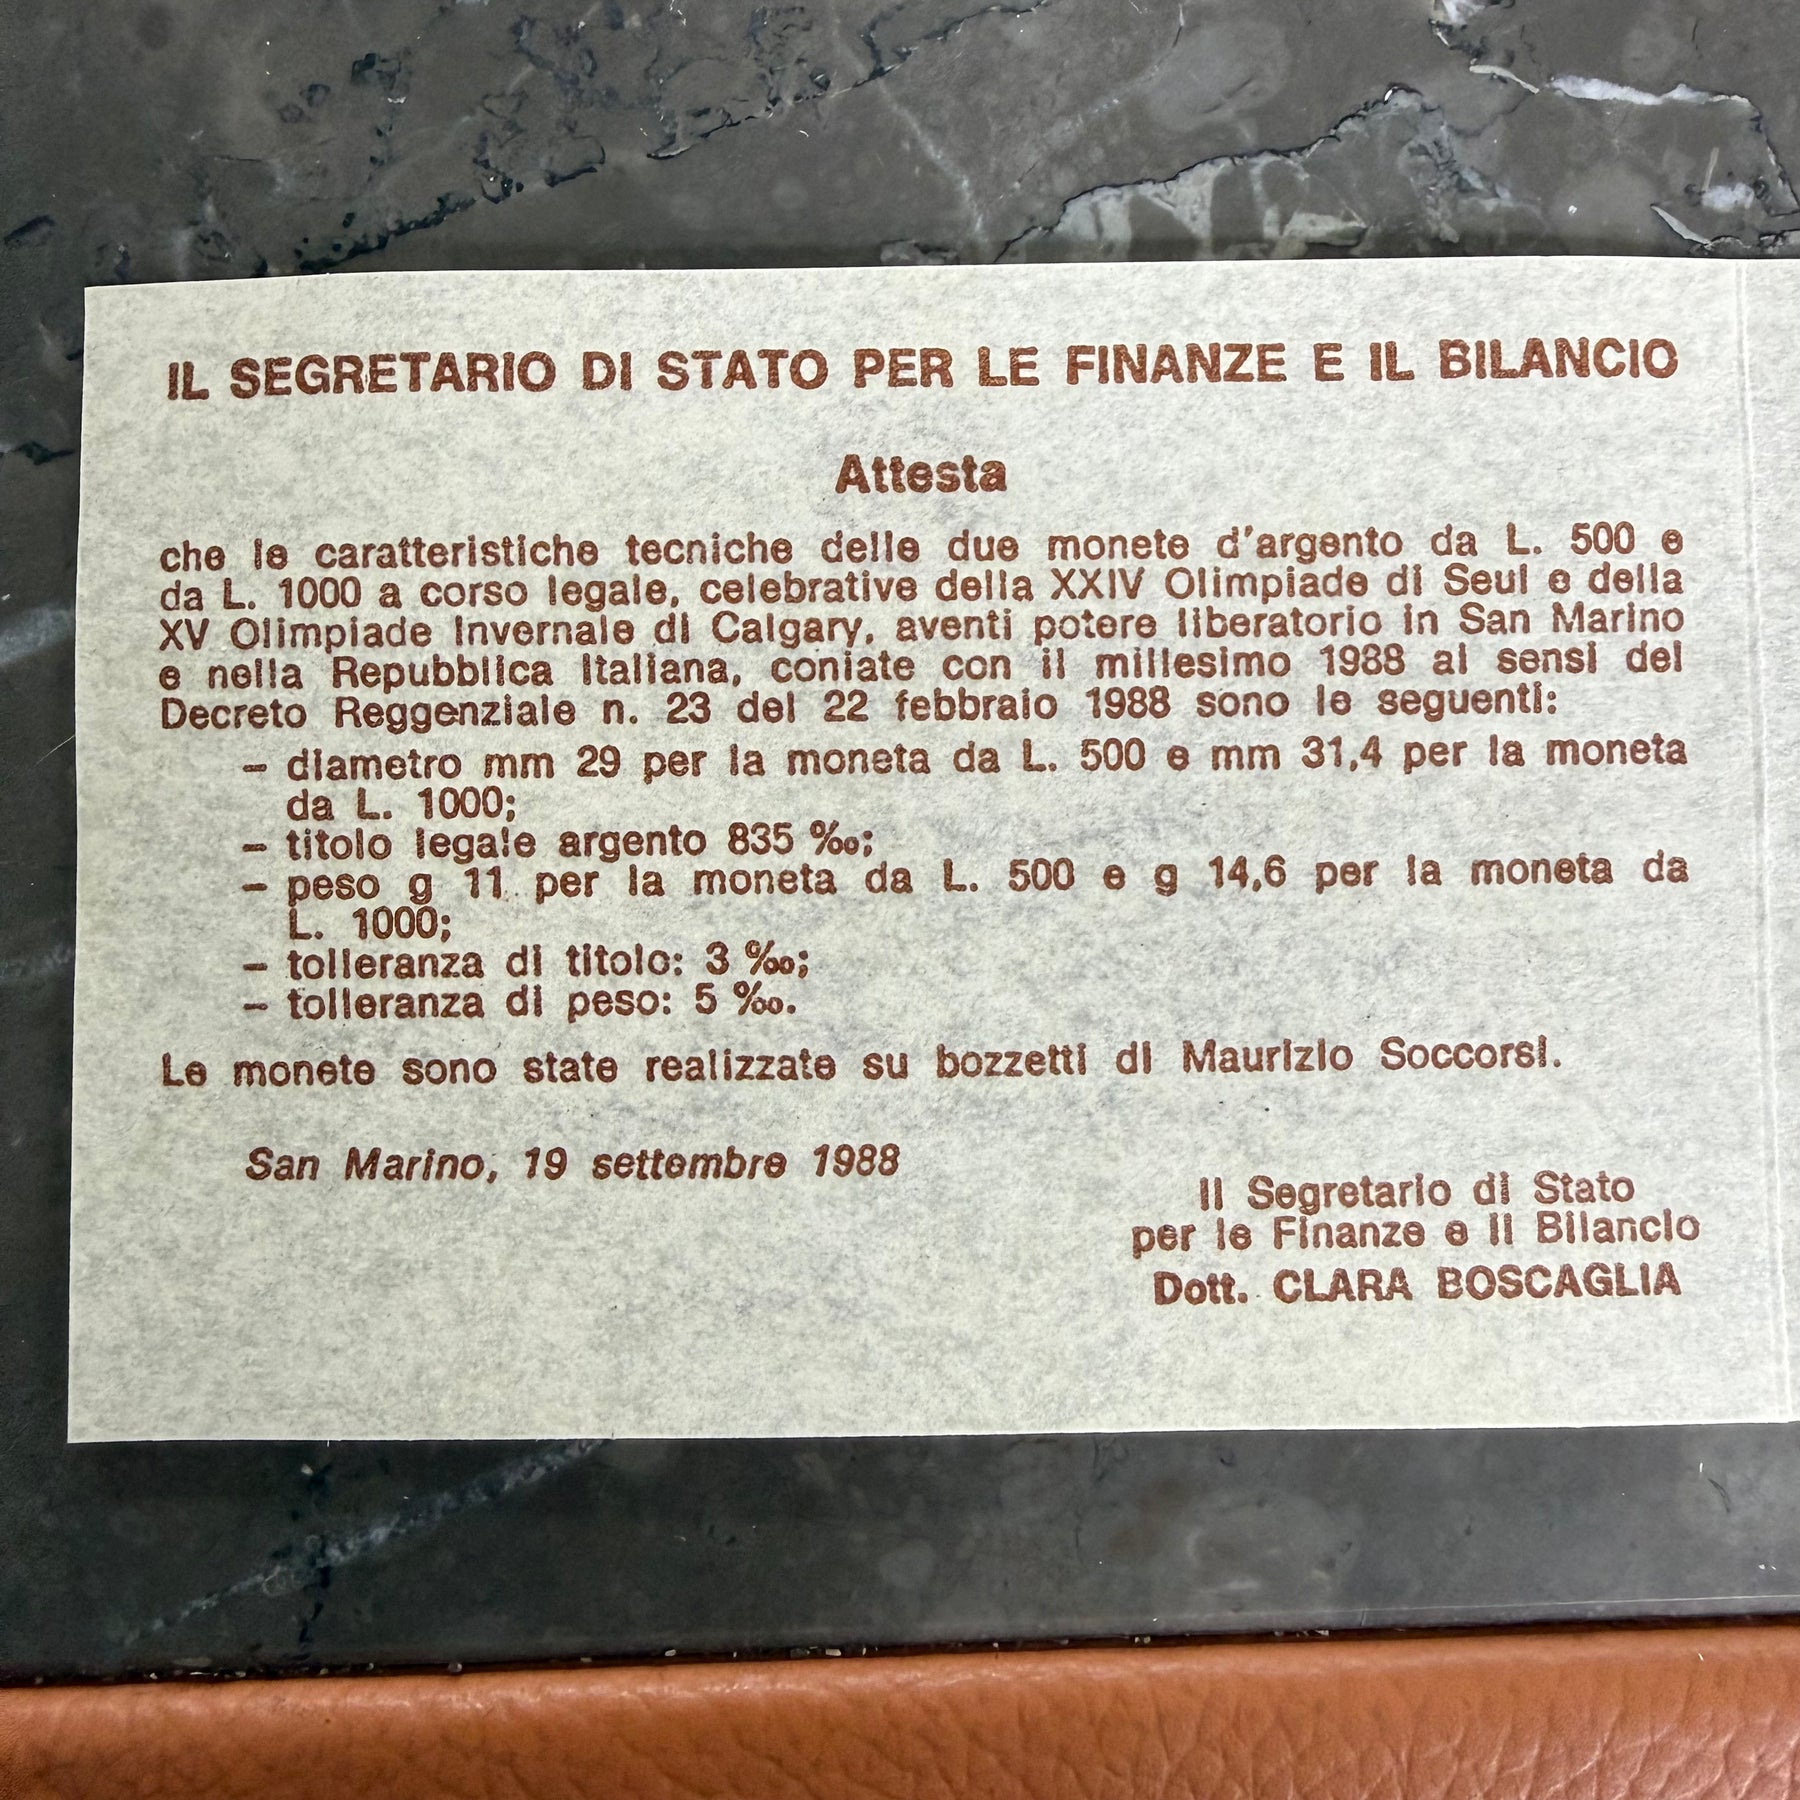 IL SEGRETARIO DI STATO PER LE FINANZE E IL BILANCIO
Attesta
che le caratteristiche tecniche delle due monete d'argento da L. 500 e
da L. 1000 a corso legale, celebrative della XXIV Olimpiade di Seul e della
XV Olimpiade Invernale di Calgary, aventi potere liberatorio in San Marino
e nella Repubblica Italiana, coniate con il millesimo 1988 ai sensi del
Decreto Reggenziale n. 23 del 22 febbraio 1988 sono le seguenti:
– diametro mm 29 per la moneta da L. 500 e mm 31,4 per la moneta
da L. 1000;
– titolo legale argento 835 ‰;
– peso g 11 per la moneta da L. 500 e g 14,6 per la moneta da
L. 1000;
– tolleranza di titolo: 3 ‰;
– tolleranza di peso: 5 ‰.
Le monete sono state realizzate su bozzetti di Maurizio Soccorsi.
San Marino, 19 settembre 1988
Il Segretario di Stato
per le Finanze e il Bilancio
Dott. CLARA BOSCAGLIA